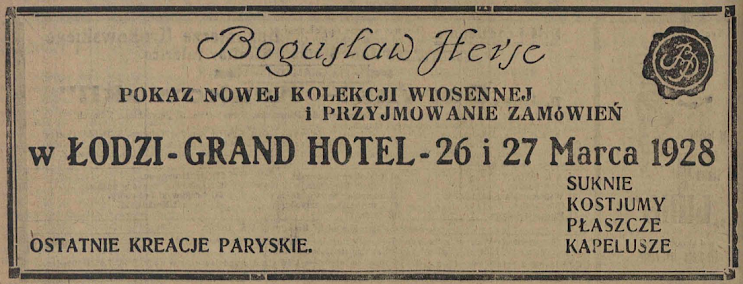 Bogusław Herse
POKAZ NOWEJ KOLEKCJI WIOSENNEJ
i PRZYJMOWANIE ZAMÓWIEŃ
w ŁODZI - GRAND HOTEL - 26 i 27 Marca 1928
SUKNIE
KOSTJUMY
PŁASZCZE
KAPELUSZE
OSTATNIE KREACJE PARYSKIE.